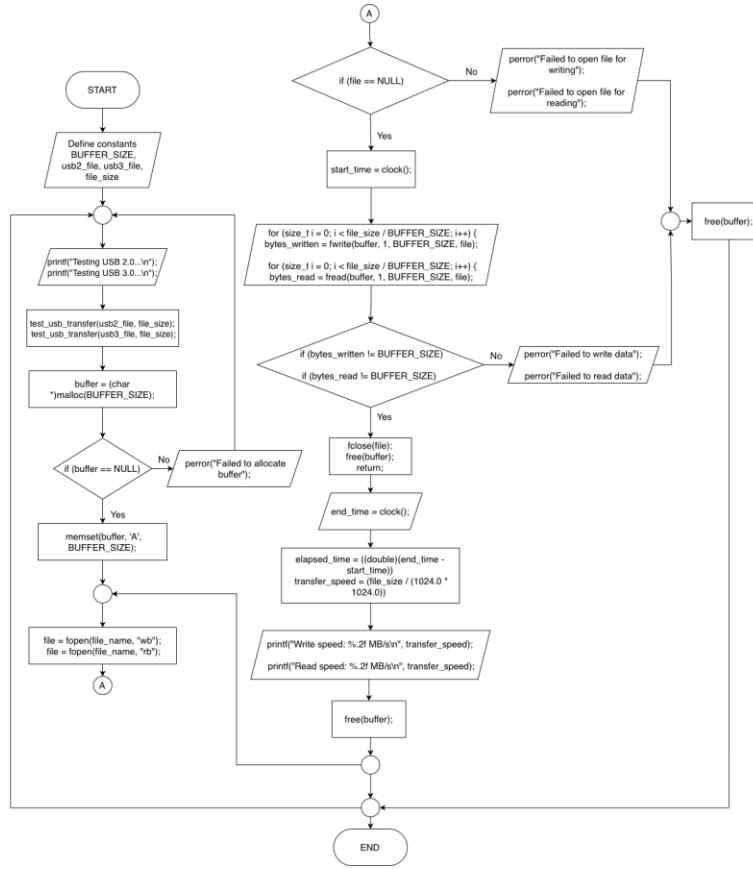 START
Define constants
BUFFER_SIZE,
usb2_file, usb3_file,
file_size
printf("Testing USB 2.0...\n");
printf("Testing USB 3.0...\n");
test_usb_transfer(usb2_file, file_size);
test_usb_transfer(usb3_file, file_size);
buffer = (char
*)malloc(BUFFER_SIZE);
if (buffer == NULL)
No
perror("Failed to allocate
buffer");
Yes
memset(buffer, 'A',
BUFFER_SIZE);
file = fopen(file_name, "wb");
file = fopen(file_name, "rb");
A
A
if (file == NULL)
No
perror("Failed to open file for
writing");
perror("Failed to open file for
reading");
Yes
start_time = clock();
for (size_t i = 0; i < file_size / BUFFER_SIZE; i++) {
bytes_written = fwrite(buffer, 1, BUFFER_SIZE, file);
for (size_t i = 0; i < file_size / BUFFER_SIZE; i++) {
bytes_read = fread(buffer, 1, BUFFER_SIZE, file);
free(buffer);
if (bytes_written != BUFFER_SIZE)
if (bytes_read != BUFFER_SIZE)
No
perror("Failed to write data");
perror("Failed to read data");
Yes
fclose(file);
free(buffer);
return;
end_time = clock();
elapsed_time = ((double)(end_time -
start_time))
transfer_speed = (file_size / (1024.0 *
1024.0))
printf("Write speed: %.2f MB/s\n", transfer_speed);
printf("Read speed: %.2f MB/s\n", transfer_speed);
free(buffer);
END